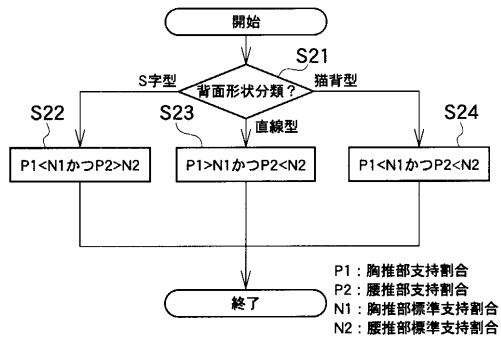 開始
S21
S字型
背面形状分類？
猫背型
S22
S23
直線型
S24
P1<N1かつP2>N2
P1>N1かつP2<N2
P1<N1かつP2<N2
終了
P1：胸推部支持割合
P2：腰推部支持割合
N1：胸推部標準支持割合
N2：腰推部標準支持割合